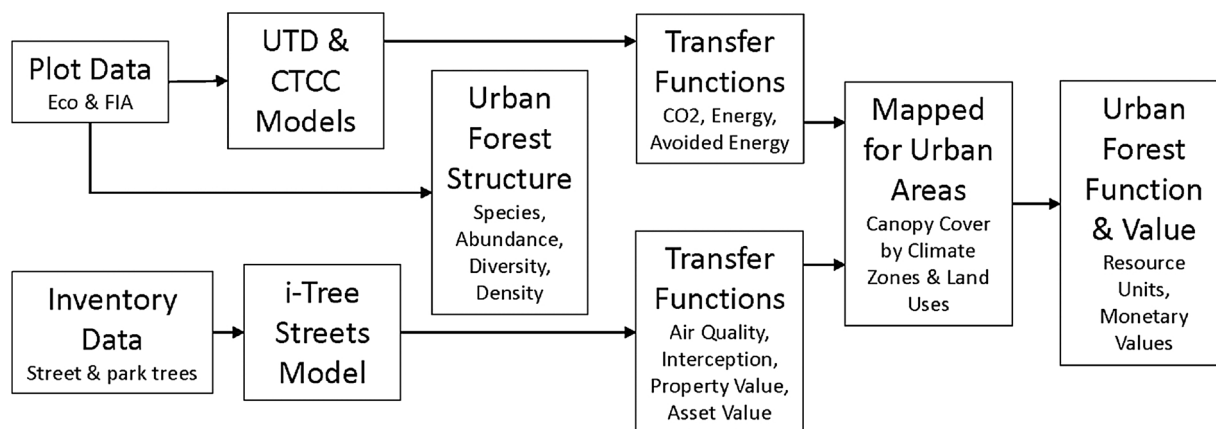 Plot Data
Eco & FIA
UTD &
CTCC
Models
Urban
Forest
Structure
Species,
Abundance,
Diversity,
Density
Transfer
Functions
CO2, Energy,
Avoided Energy
Inventory
Data
Street & park trees
i-Tree
Streets
Model
Transfer
Functions
Air Quality,
Interception,
Property Value,
Asset Value
Mapped
for Urban
Areas
Canopy Cover
by Climate
Zones & Land
Uses
Urban
Forest
Function
& Value
Resource
Units,
Monetary
Values